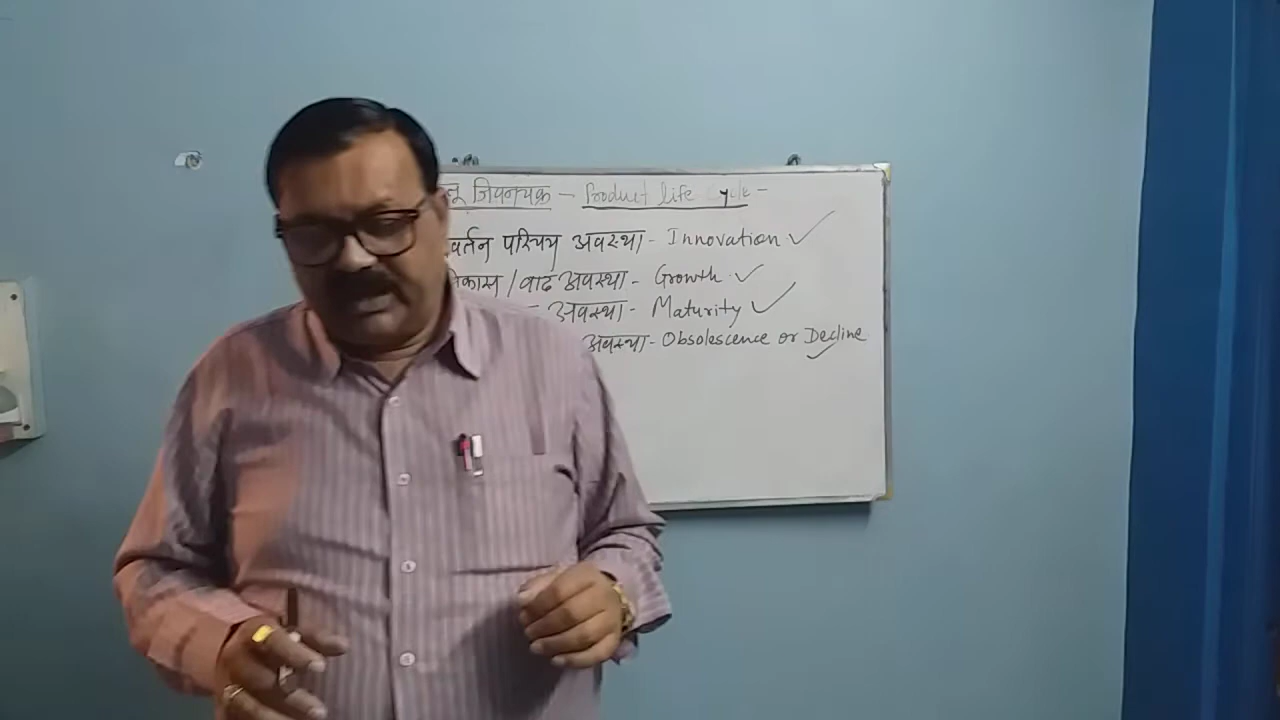 जिवनचक्र - Product life Cycle -
परिचय अवस्था - Innovation ✓
/ वाढ अवस्था - Growth ✓
अवस्था - Maturity ✓
अवस्था - Obsolescence or Decline ✓